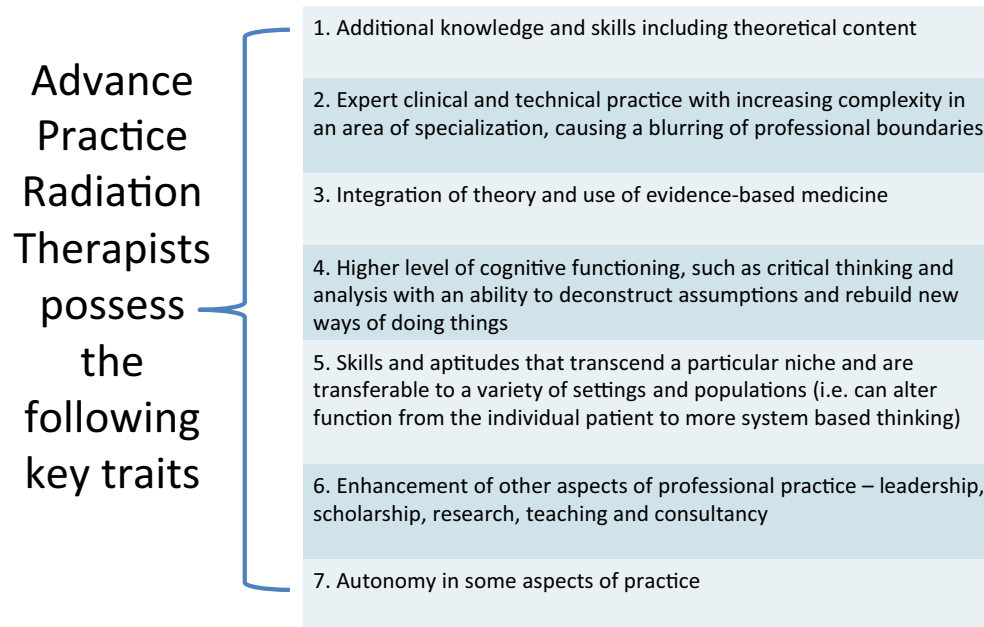 Advance
Practice
Radiation
Therapists
possess
the
following
key traits
1. Additional knowledge and skills including theoretical content
2. Expert clinical and technical practice with increasing complexity in
an area of specialization, causing a blurring of professional boundaries
3. Integration of theory and use of evidence-based medicine
4. Higher level of cognitive functioning, such as critical thinking and
analysis with an ability to deconstruct assumptions and rebuild new
ways of doing things
5. Skills and aptitudes that transcend a particular niche and are
transferable to a variety of settings and populations (i.e. can alter
function from the individual patient to more system based thinking)
6. Enhancement of other aspects of professional practice – leadership,
scholarship, research, teaching and consultancy
7. Autonomy in some aspects of practice